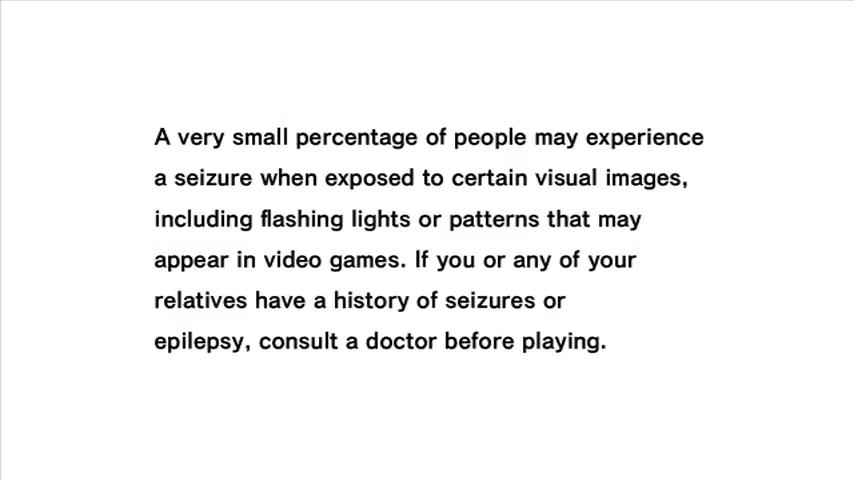 A very small percentage of people may experience
a seizure when exposed to certain visual images,
including flashing lights or patterns that may
appear in video games. If you or any of your
relatives have a history of seizures or
epilepsy, consult a doctor before playing.